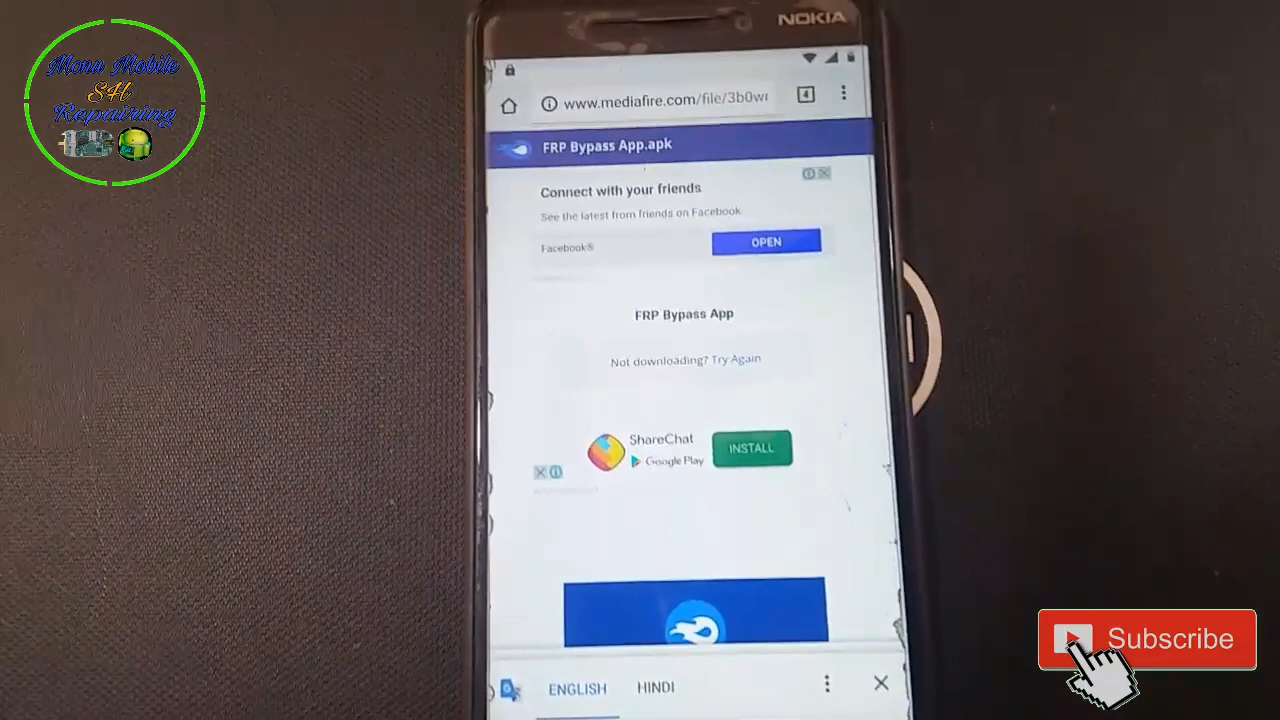 Mona Mobile
SH
Repairing
NOKIA
www.mediafire.com/file/3b0wr
4
FRP Bypass App.apk
Connect with your friends
See the latest from friends on Facebook
Facebook®
OPEN
FRP Bypass App
Not downloading? Try Again
ShareChat
Google Play
INSTALL
ENGLISH
HINDI
Subscribe